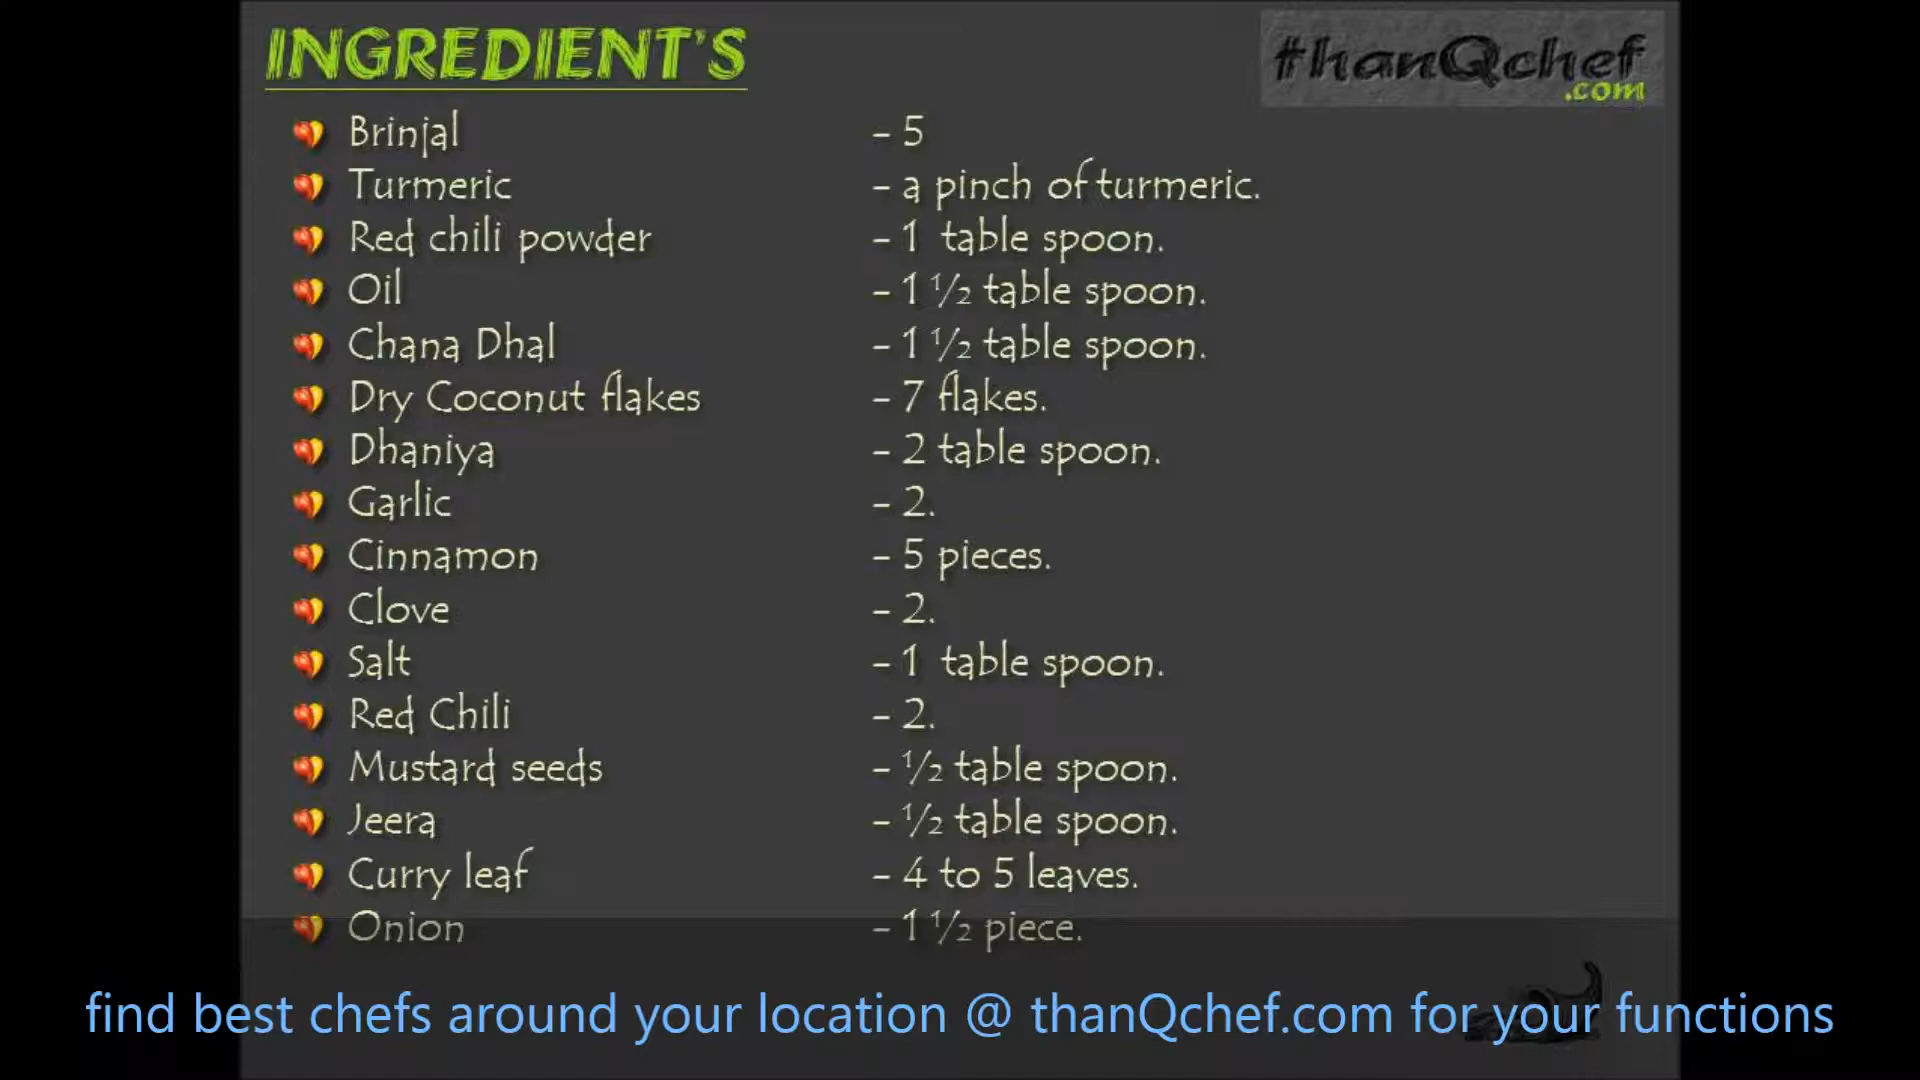 INGREDIENT'S
thanQchef
.com
Brinjal - 5
Turmeric - a pinch of turmeric.
Red chili powder - 1 table spoon.
Oil - 1 ½ table spoon.
Chana Dhal - 1 ½ table spoon.
Dry Coconut flakes - 7 flakes.
Dhaniya - 2 table spoon.
Garlic - 2.
Cinnamon - 5 pieces.
Clove - 2.
Salt - 1 table spoon.
Red Chili - 2.
Mustard seeds - ½ table spoon.
Jeera - ½ table spoon.
Curry leaf - 4 to 5 leaves.
Onion - 1 ½ piece.
find best chefs around your location @ thanQchef.com for your functions